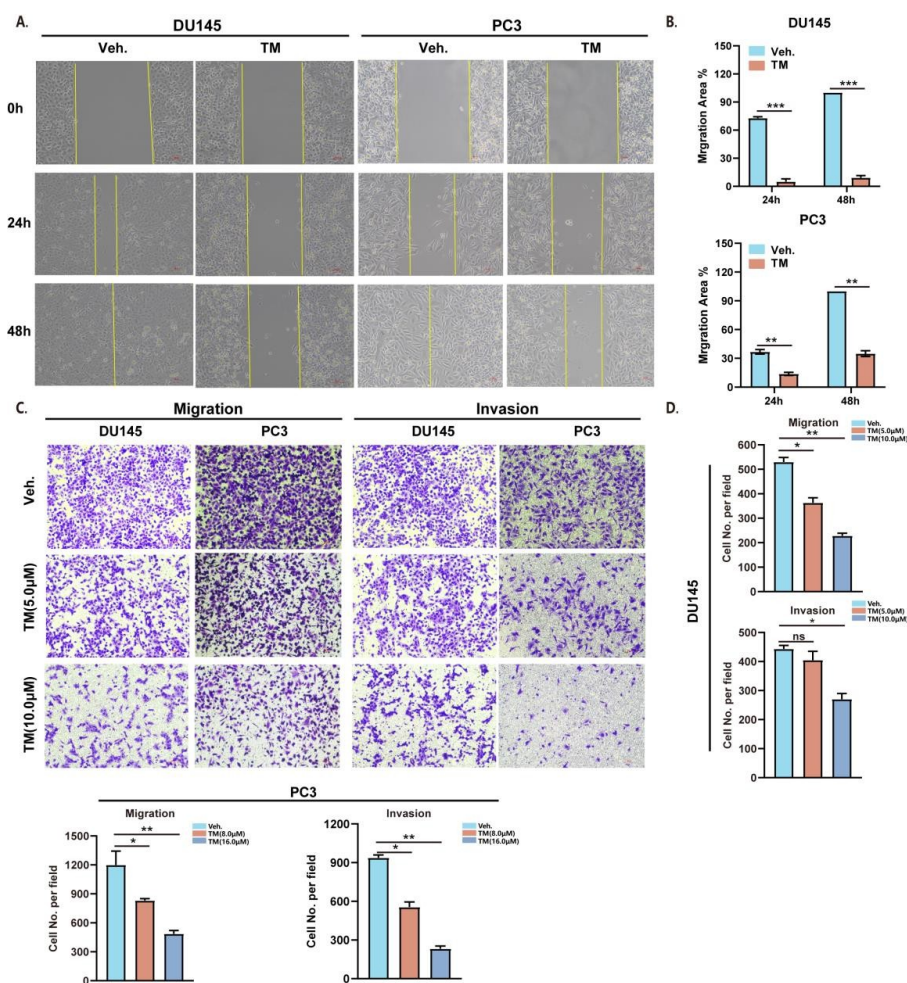 A.
DU145
PC3
Veh.
TM
Veh.
TM
0h
24h
48h
B.
DU145
Veh.
TM
Mrgration Area %
150
120
90
60
30
0
***
***
24h
48h
PC3
Veh.
TM
Mrgration Area %
150
120
90
60
30
0
**
**
24h
48h
C.
Migration
Invasion
DU145
PC3
DU145
PC3
Veh.
TM(5.0μM)
TM(10.0μM)
D.
DU145
Migration
Veh.
TM(5.0μM)
TM(10.0μM)
Cell No. per field
600
500
400
300
200
100
0
**
*
Invasion
Veh.
TM(5.0μM)
TM(10.0μM)
Cell No. per field
600
450
300
150
0
*
ns
PC3
Migration
Veh.
TM(8.0μM)
TM(16.0μM)
Cell No. per field
1500
1200
900
600
300
0
**
*
Invasion
Veh.
TM(8.0μM)
TM(16.0μM)
Cell No. per field
1200
900
600
300
0
**
*